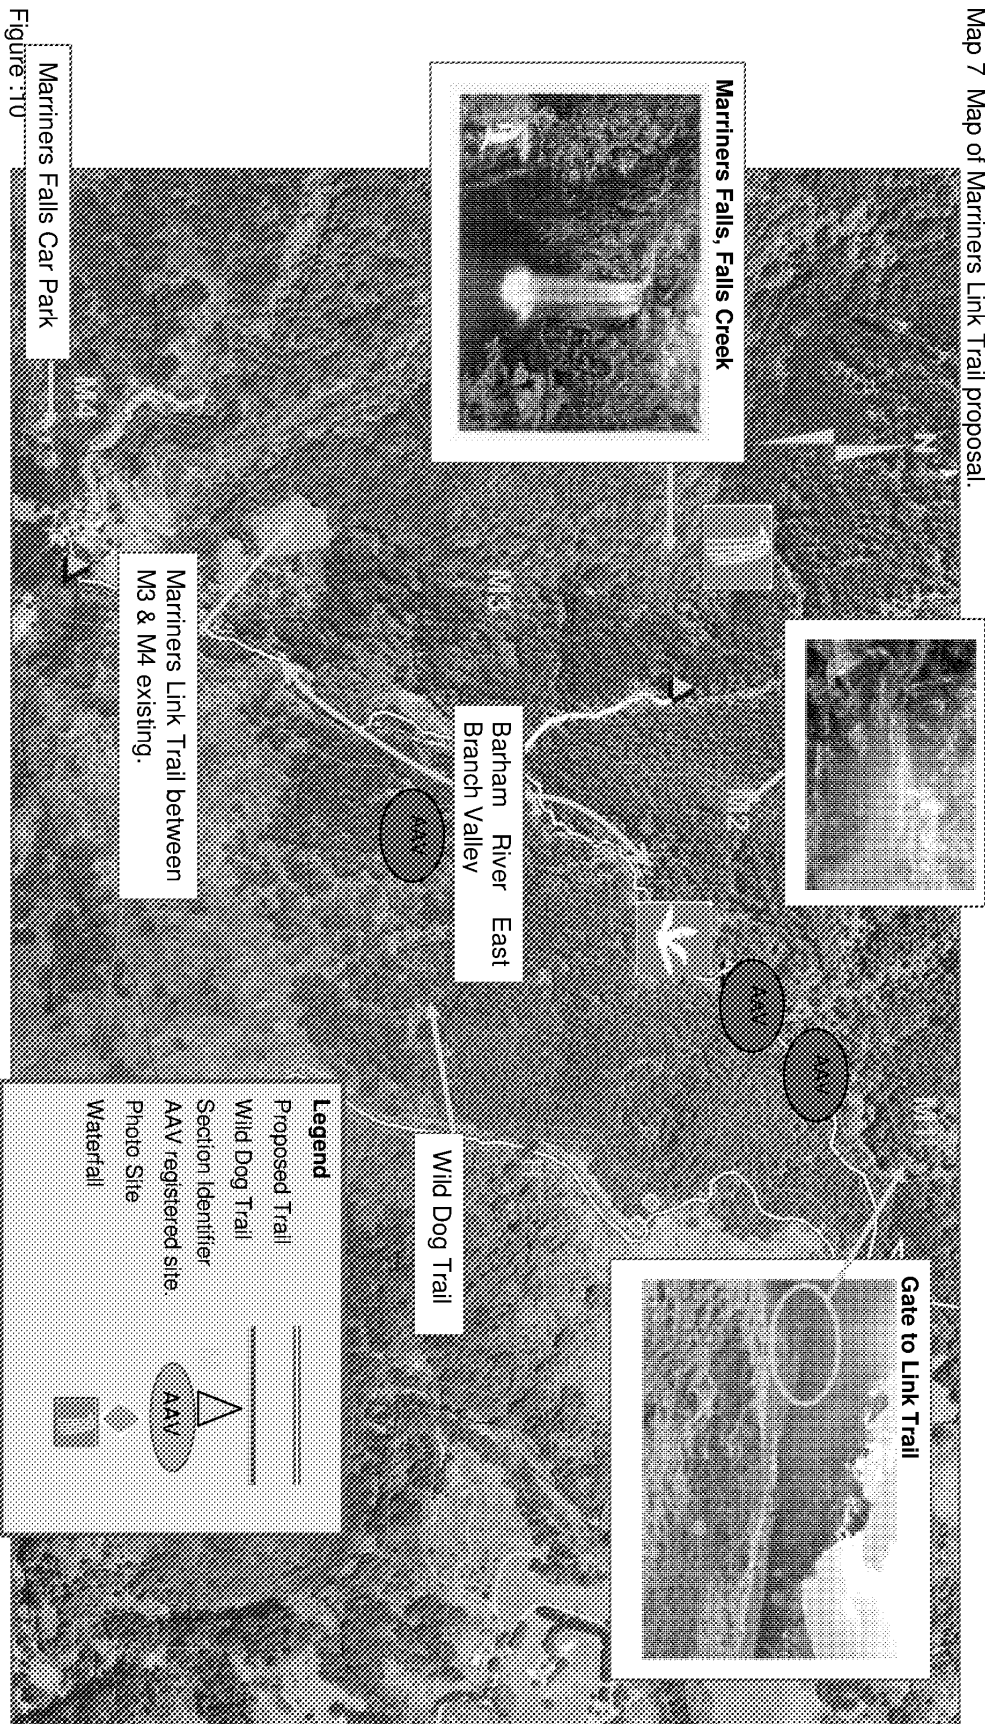 Map 7 Map of Marriners Link Trail proposal.
Marriners Falls, Falls Creek
N
Gate to Link Trail
M3
AAV
AAV
AAV
Barham River East
Branch Valley
Wild Dog Trail
Marriners Link Trail between
M3 & M4 existing.
M4
Marriners Falls Car Park
Legend
Proposed Trail
Wild Dog Trail
Section Identifier
AAV registered site.
Photo Site
Waterfall
AAV
Figure :10